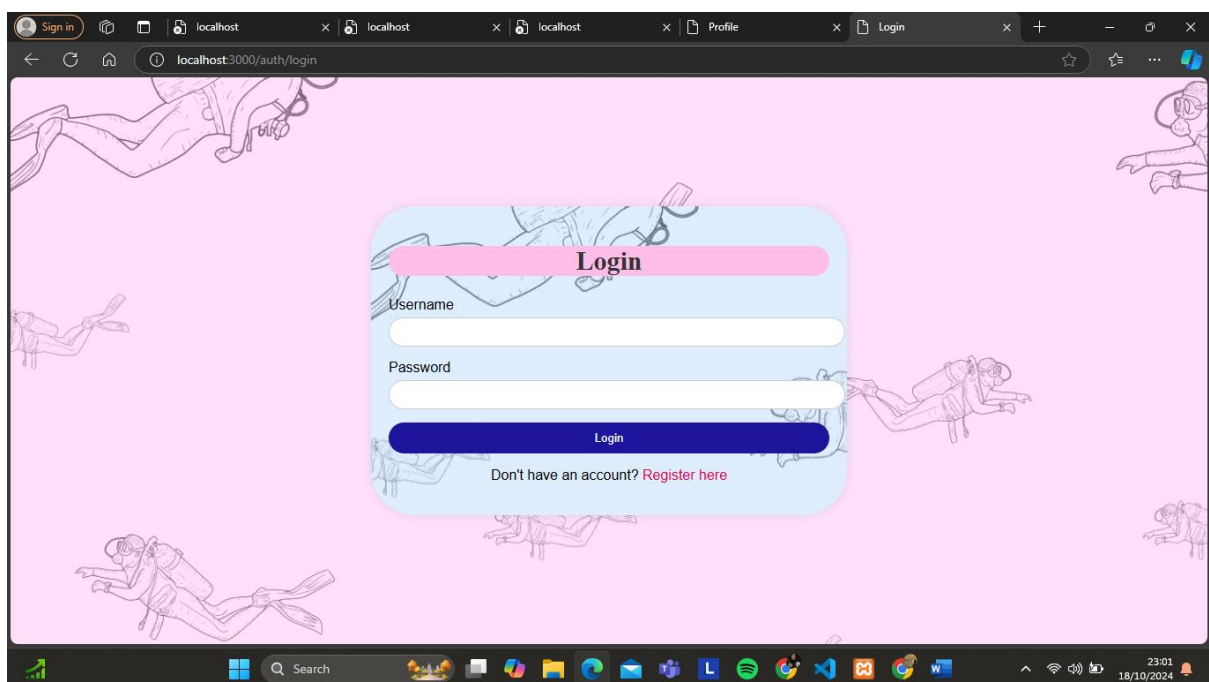 Sign in localhost localhost localhost Profile Login
localhost:3000/auth/login
Login
Username
Password
Login
Don't have an account? Register here
Search
L
W
23:01
18/10/2024